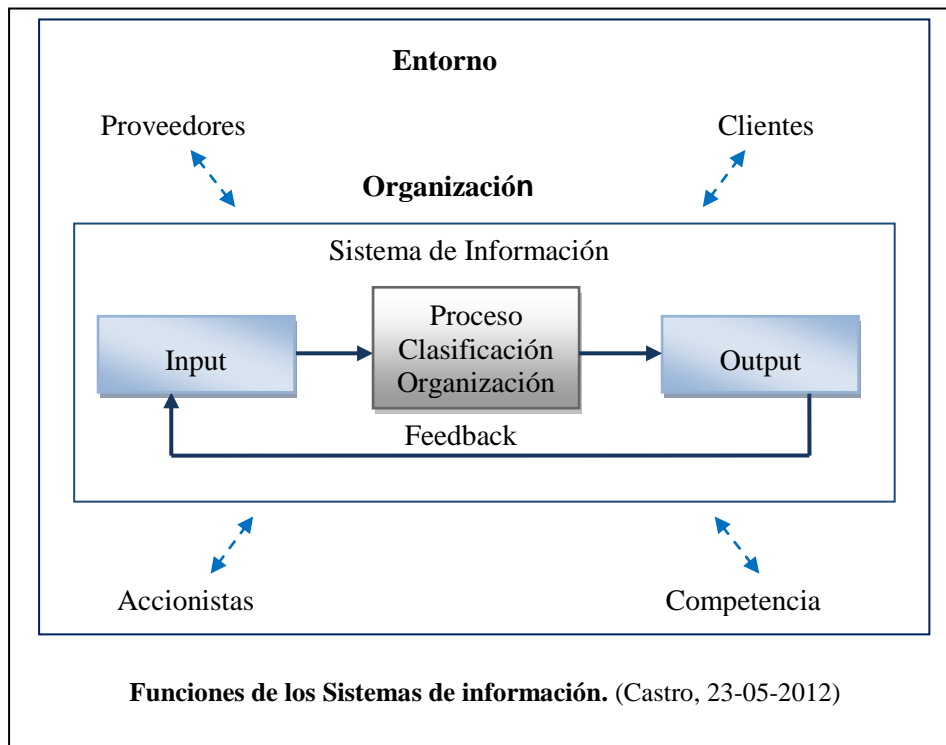 Entorno
Proveedores
Clientes
Organización
Sistema de Información
Input
Proceso
Clasificación
Organización
Output
Feedback
Accionistas
Competencia
Funciones de los Sistemas de información. (Castro, 23-05-2012)